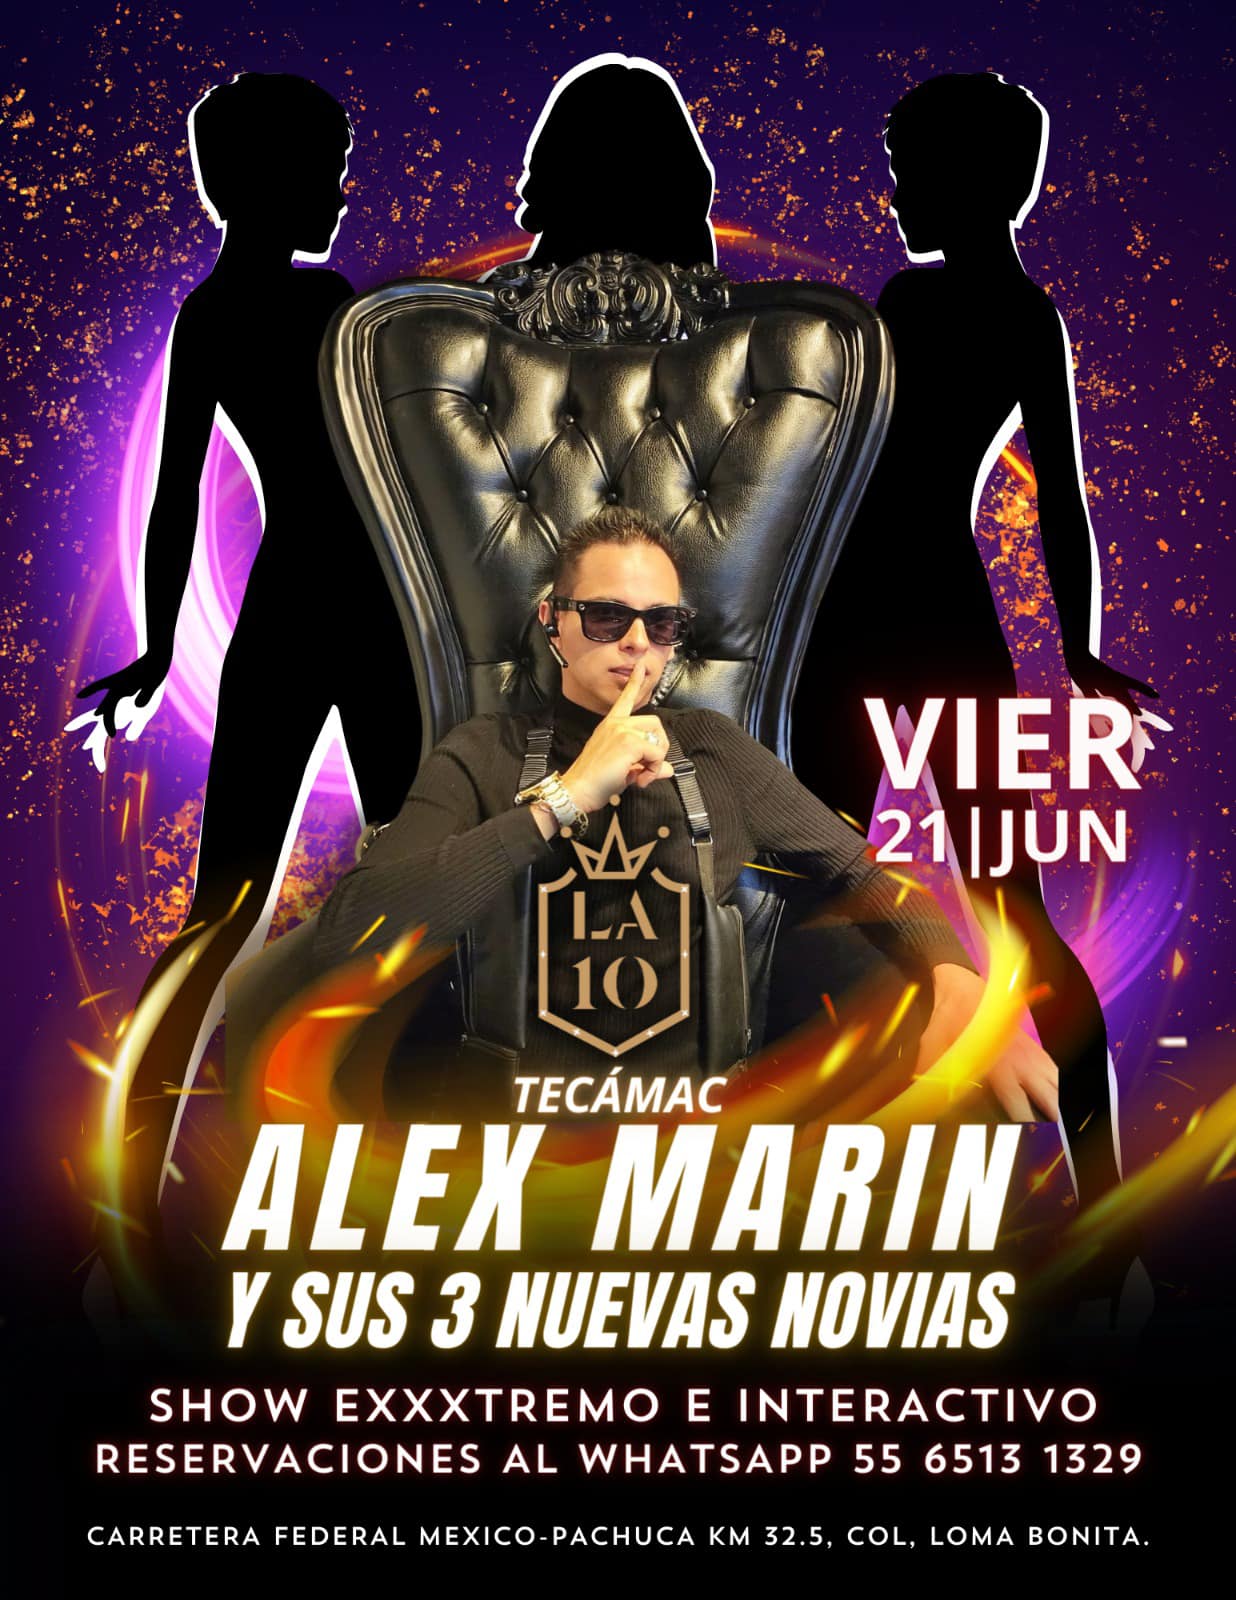 VIER
21|JUN
LA
10
TECÁMAC
ALEX MARIN
Y SUS 3 NUEVAS NOVIAS
SHOW EXXXTREMO E INTERACTIVO
RESERVACIONES AL WHATSAPP 55 6513 1329
CARRETERA FEDERAL MEXICO-PACHUCA KM 32.5, COL, LOMA BONITA.